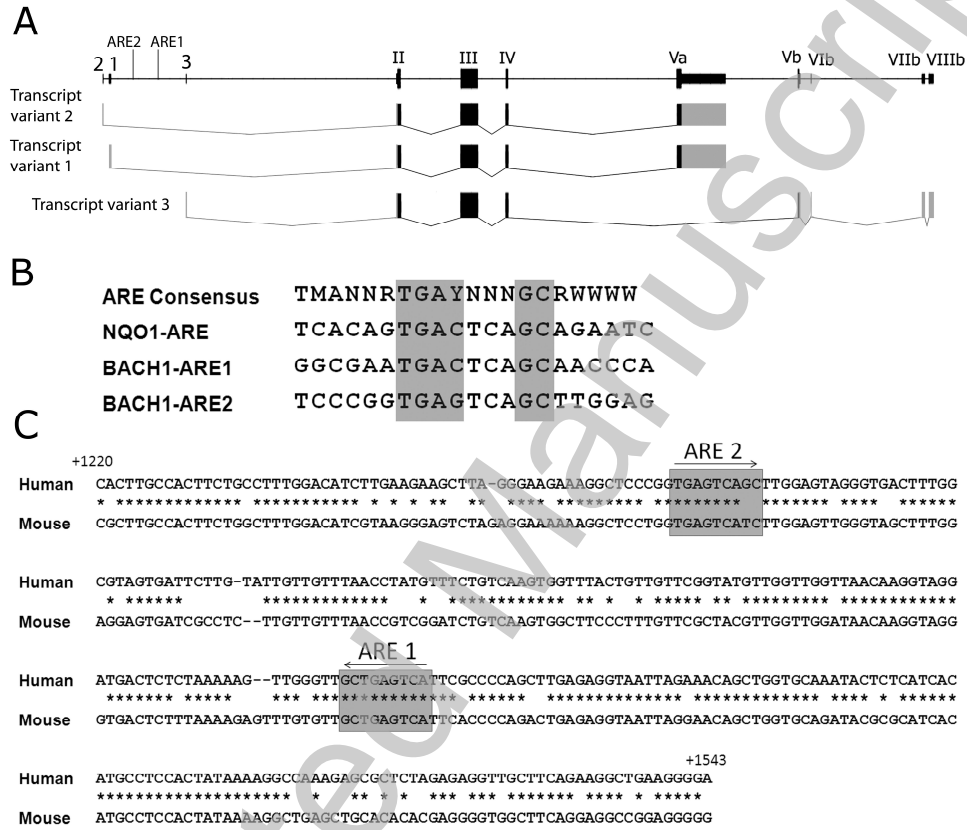 A
ARE2 ARE1
2 1 3 II III IV Va Vb VIb VIIb VIIIb
Transcript
variant 2
Transcript
variant 1
Transcript variant 3
B
ARE Consensus TMANNRTGAYNNNGCRWWWW
NQO1-ARE TCACAGTGACTCAGCAGAATC
BACH1-ARE1 GGCGAATGACTCAGCAACCCA
BACH1-ARE2 TCCCGGTGAGTCAGCTTGGAG
C
ARE 2
+1220
Human CACTTGCCACTTCTGCCTTTGGACATCTTGAAGAAGCTTA-GGGAAGAAAGGCTCCCGGTGAGTCAGCTTGGAGTAGGGTGACTTTGG
Mouse CGCTTGCCACTTCTGGCTTTGGACATCGTAAGGGAGTCTAGAGGAAAAAAGGCTCCTGGTGAGTCATCTTGGAGTTGGGTAGCTTTGG
Human CGTAGTGATTCTTG-TATTGTTGTTTAACCTATGTTTCTGTCAAGTGGTTTACTGTTGTTCGGTATGTTGGTTGGTTAACAAGGTAGG
Mouse AGGAGTGATCGCCTC--TTGTTGTTTAACCGTCGGATCTGTCAAGTGGCTTCCCTTTGTTCGCTACGTTGGTTGGATAACAAGGTAGG
ARE 1
Human ATGACTCTCTAAAAAG--TTGGGTTGCTGAGTCATTCGCCCCAGCTTGAGAGGTAATTAGAAACAGCTGGTGCAAATACTCTCATCAC
Mouse GTGACTCTTTAAAAGAGTTTGTGTTGCTGAGTCATTCACCCCAGACTGAGAGGTAATTAGGAACAGCTGGTGCAGATACGCGCATCAC
+1543
Human ATGCCTCCACTATAAAAGGCCAAAGAGCGCTCTAGAGAGGTTGCTTCAGAAGGCTGAAGGGGA
Mouse ATGCCTCCACTATAAAAGGCTGAGCTGCACACACGAGGGGTGGCTTCAGGAGGCCGGAGGGGG